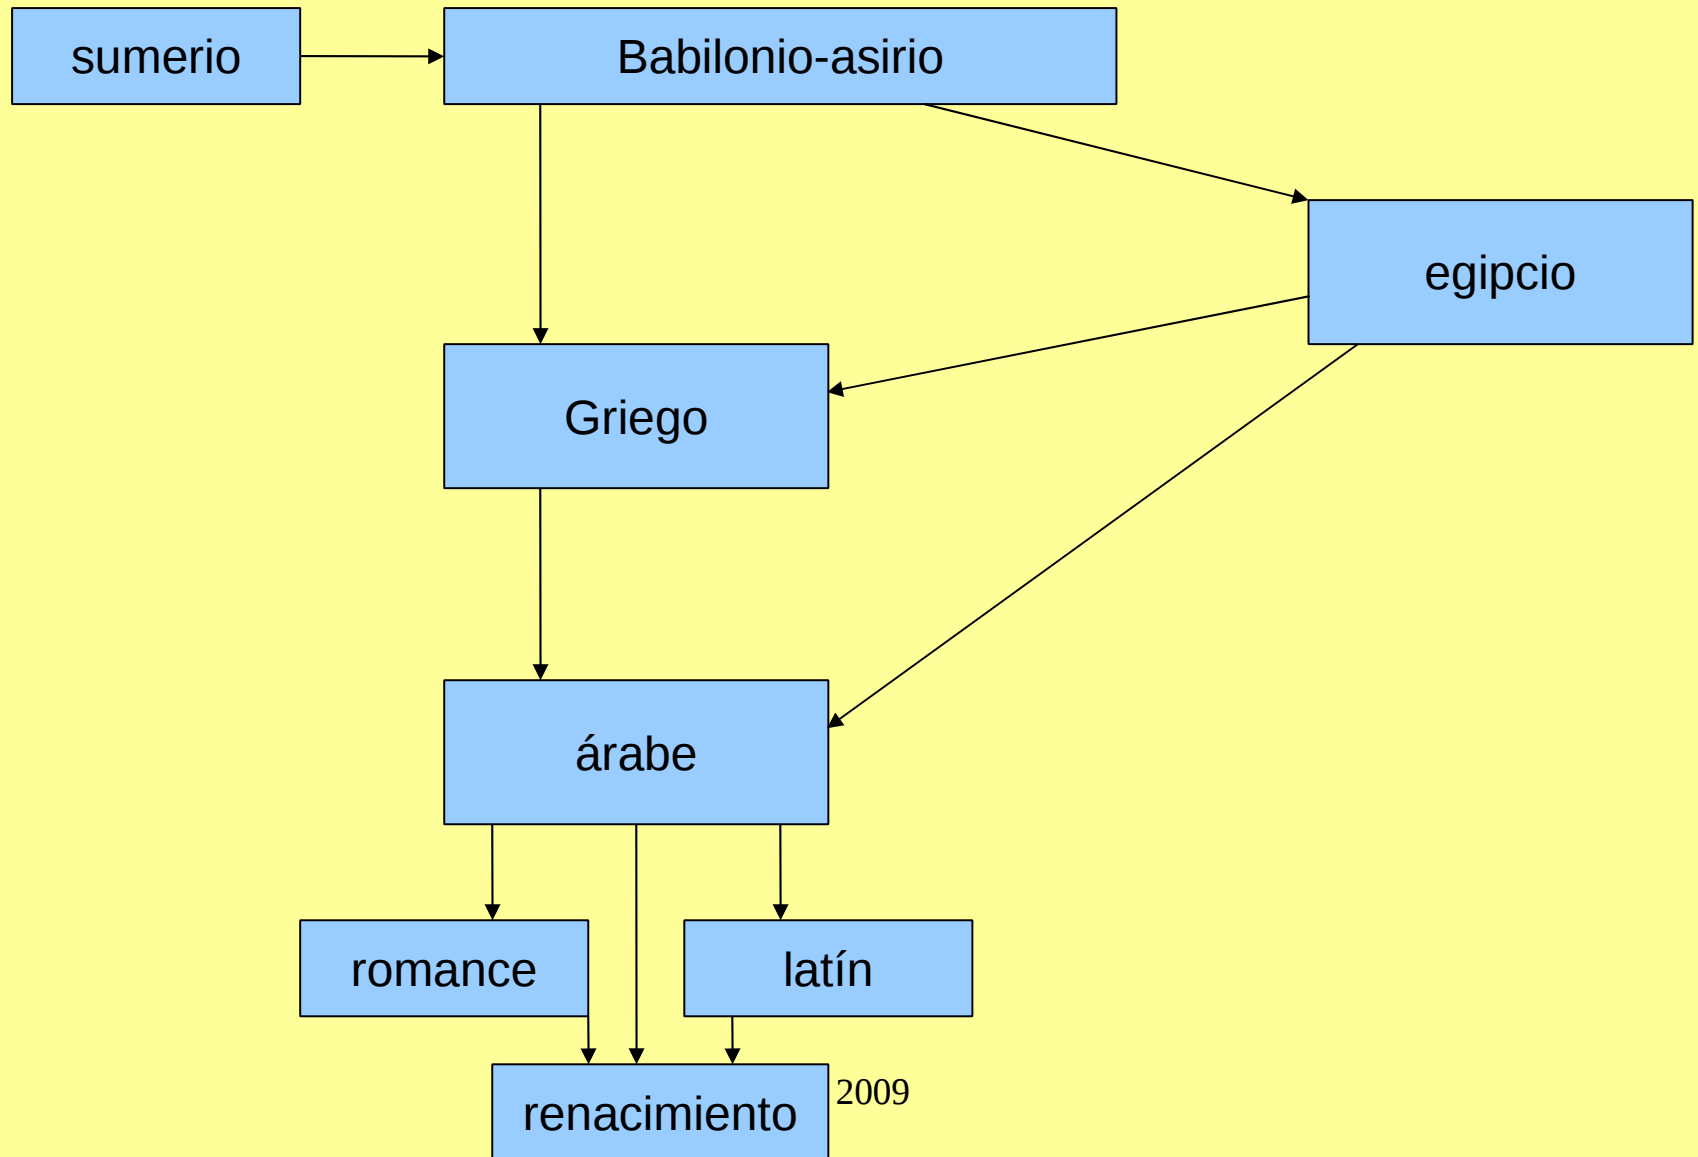 sumerio
Babilonio-asirio
egipcio
Griego
árabe
romance
latín
renacimiento
2009